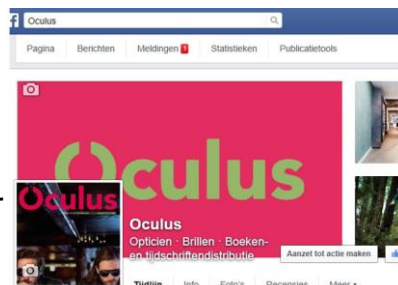 f Oculus
Pagina Berichten Meldingen 1 Statistieken Publicatietools
Oculus
Oculus
Oculus
Opticien · Brillen · Boeken-
en tijdschriftendistributie
Aanzet tot actie maken
Tijdlijn Info Foto's Recensies Meer